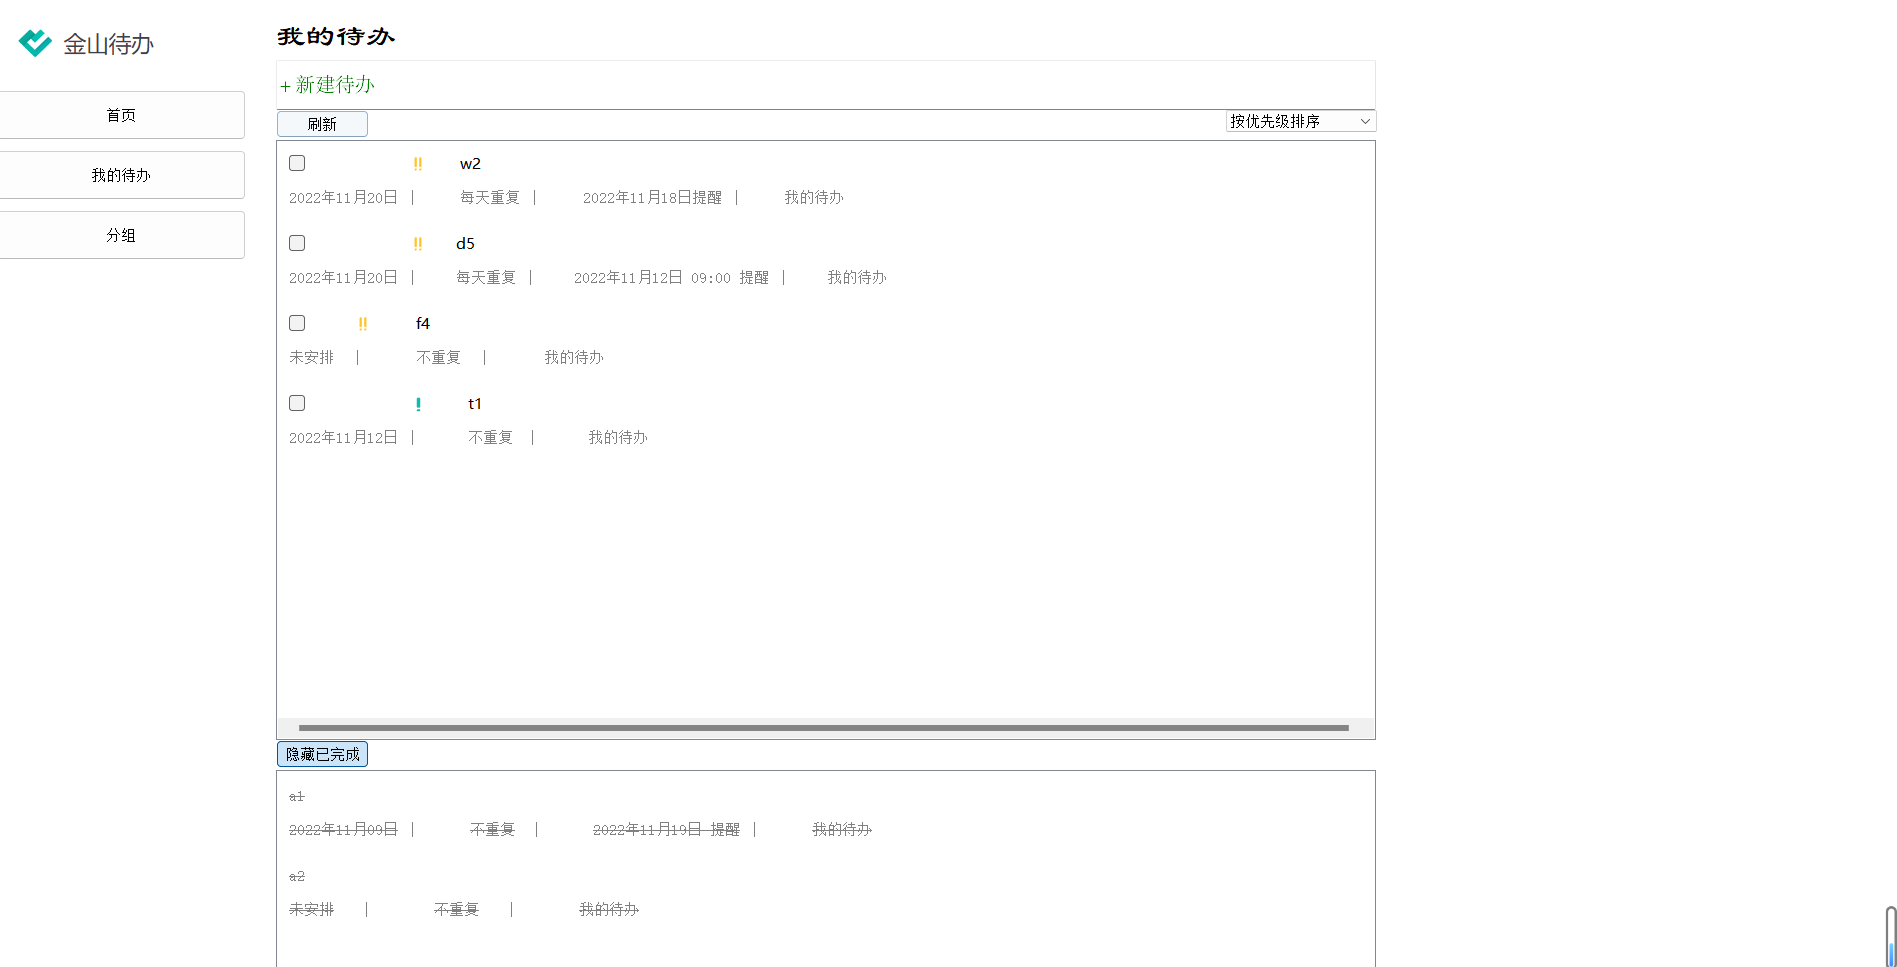 金山待办
首页
我的待办
分组
我的待办
+ 新建待办
刷新
按优先级排序
!! w2
2022年11月20日 | 每天重复 | 2022年11月18日提醒 | 我的待办
!! d5
2022年11月20日 | 每天重复 | 2022年11月12日 09:00 提醒 | 我的待办
!! f4
未安排 | 不重复 | 我的待办
! t1
2022年11月12日 | 不重复 | 我的待办
隐藏已完成
a1
2022年11月09日 | 不重复 | 2022年11月19日 提醒 | 我的待办
a2
未安排 | 不重复 | 我的待办